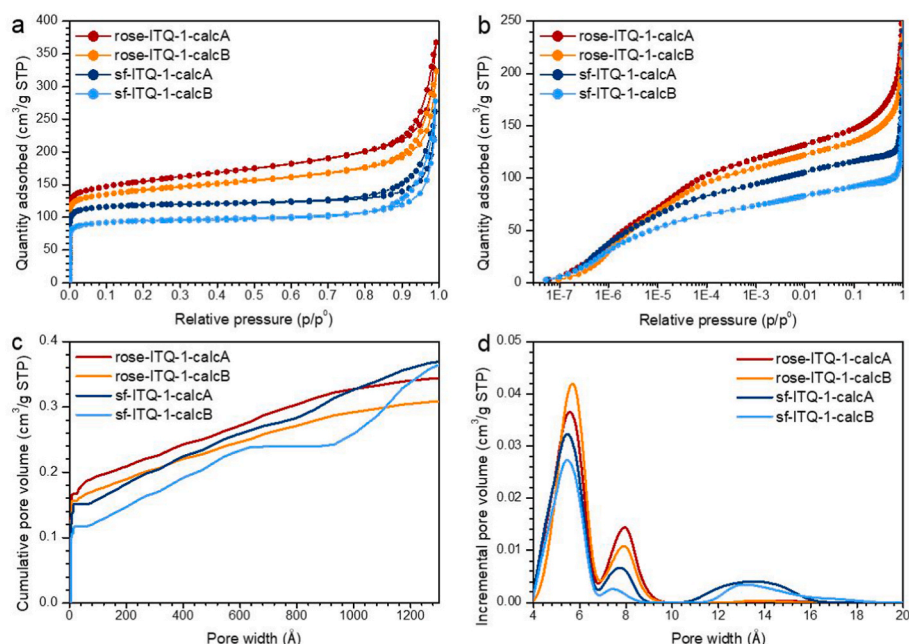 a
rose-ITQ-1-calcA
rose-ITQ-1-calcB
sf-ITQ-1-calcA
sf-ITQ-1-calcB
Quantity adsorbed (cm³/g STP)
400
350
300
250
200
150
100
50
0
0.0 0.1 0.2 0.3 0.4 0.5 0.6 0.7 0.8 0.9 1.0
Relative pressure (p/p⁰)
b
rose-ITQ-1-calcA
rose-ITQ-1-calcB
sf-ITQ-1-calcA
sf-ITQ-1-calcB
Quantity adsorbed (cm³/g STP)
250
200
150
100
50
0
1E-7 1E-6 1E-5 1E-4 1E-3 0.01 0.1 1
Relative pressure (p/p⁰)
c
rose-ITQ-1-calcA
rose-ITQ-1-calcB
sf-ITQ-1-calcA
sf-ITQ-1-calcB
Cumulative pore volume (cm³/g STP)
0.4
0.3
0.2
0.1
0.0
0 200 400 600 800 1000 1200
Pore width (Å)
d
rose-ITQ-1-calcA
rose-ITQ-1-calcB
sf-ITQ-1-calcA
sf-ITQ-1-calcB
Incremental pore volume (cm³/g STP)
0.05
0.04
0.03
0.02
0.01
0.00
4 6 8 10 12 14 16 18 20
Pore width (Å)